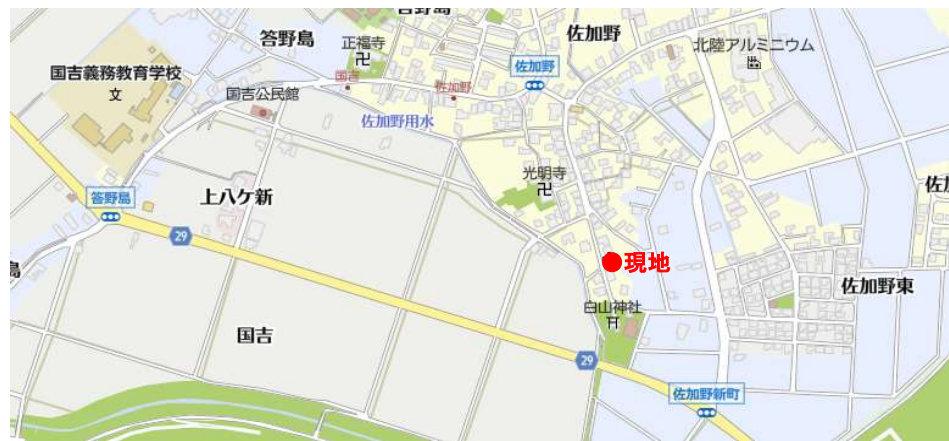 答野島
正福寺
佐加野
北陸アルミニウム
国吉義務教育学校
文
国吉
佐加野
佐加野
国吉公民館
佐加野用水
光明寺
答野島
上八ケ新
29
現地
佐加野東
白山神社
国吉
29
佐加野新町